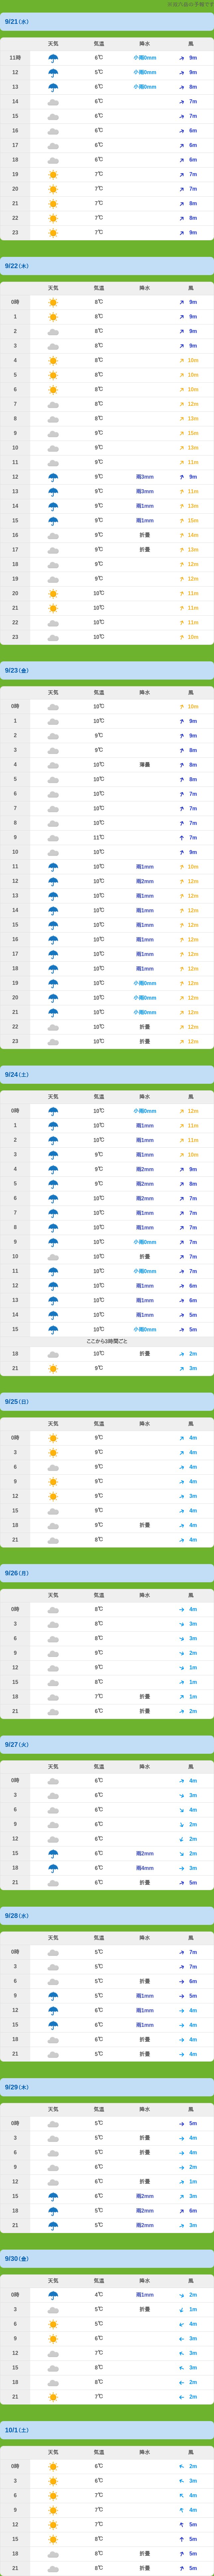 9/21(水)
天気 気温 降水 風
11時 6℃ 小雨0mm 9m
12 5℃ 小雨0mm 9m
13 6℃ 小雨0mm 8m
14 6℃ 7m
15 6℃ 7m
16 6℃ 6m
17 6℃ 6m
18 6℃ 6m
19 7℃ 7m
20 7℃ 7m
21 7℃ 8m
22 7℃ 8m
23 7℃ 9m
9/22(木)
天気 気温 降水 風
0時 8℃ 9m
1 8℃ 9m
2 8℃ 9m
3 8℃ 9m
4 8℃ 10m
5 8℃ 10m
6 8℃ 10m
7 8℃ 12m
8 8℃ 13m
9 9℃ 15m
10 9℃ 13m
11 9℃ 11m
12 9℃ 雨3mm 9m
13 9℃ 雨3mm 11m
14 9℃ 雨1mm 13m
15 9℃ 雨1mm 15m
16 9℃ 折畳 14m
17 9℃ 折畳 13m
18 9℃ 12m
19 9℃ 12m
20 10℃ 11m
21 10℃ 11m
22 10℃ 11m
23 10℃ 10m
9/23(金)
天気 気温 降水 風
0時 10℃ 10m
1 10℃ 9m
2 9℃ 9m
3 9℃ 8m
4 10℃ 薄曇 8m
5 10℃ 8m
6 10℃ 7m
7 10℃ 7m
8 10℃ 7m
9 11℃ 7m
10 10℃ 9m
11 10℃ 雨1mm 10m
12 10℃ 雨2mm 12m
13 10℃ 雨1mm 12m
14 10℃ 雨1mm 12m
15 10℃ 雨1mm 12m
16 10℃ 雨1mm 12m
17 10℃ 雨1mm 12m
18 10℃ 雨1mm 12m
19 10℃ 小雨0mm 12m
20 10℃ 小雨0mm 12m
21 10℃ 小雨0mm 12m
22 10℃ 折畳 12m
23 10℃ 折畳 12m
9/24(土)
天気 気温 降水 風
0時 10℃ 小雨0mm 12m
1 10℃ 雨1mm 11m
2 10℃ 雨1mm 11m
3 9℃ 雨1mm 10m
4 9℃ 雨2mm 9m
5 9℃ 雨2mm 8m
6 10℃ 雨2mm 7m
7 10℃ 雨1mm 7m
8 10℃ 雨1mm 7m
9 10℃ 小雨0mm 7m
10 10℃ 折畳 7m
11 10℃ 小雨0mm 7m
12 10℃ 雨1mm 6m
13 10℃ 雨1mm 6m
14 10℃ 雨1mm 5m
15 10℃ 小雨0mm 5m
ここから3時間ごと
18 10℃ 折畳 2m
21 9℃ 3m
9/25(日)
天気 気温 降水 風
0時 9℃ 4m
3 9℃ 4m
6 9℃ 4m
9 9℃ 4m
12 9℃ 3m
15 9℃ 4m
18 9℃ 折畳 4m
21 8℃ 4m
9/26(月)
天気 気温 降水 風
0時 8℃ 4m
3 8℃ 3m
6 8℃ 3m
9 9℃ 2m
12 9℃ 1m
15 8℃ 1m
18 7℃ 折畳 1m
21 6℃ 折畳 2m
9/27(火)
天気 気温 降水 風
0時 6℃ 4m
3 6℃ 3m
6 6℃ 4m
9 6℃ 2m
12 6℃ 2m
15 6℃ 雨2mm 2m
18 6℃ 雨4mm 3m
21 6℃ 折畳 5m
9/28(水)
天気 気温 降水 風
0時 5℃ 7m
3 5℃ 7m
6 5℃ 折畳 6m
9 5℃ 雨1mm 5m
12 6℃ 雨1mm 4m
15 6℃ 雨1mm 4m
18 6℃ 折畳 4m
21 5℃ 折畳 4m
9/29(木)
天気 気温 降水 風
0時 5℃ 5m
3 5℃ 折畳 4m
6 5℃ 折畳 4m
9 6℃ 2m
12 6℃ 折畳 1m
15 6℃ 雨2mm 3m
18 5℃ 雨2mm 6m
21 5℃ 雨2mm 3m
9/30(金)
天気 気温 降水 風
0時 4℃ 雨1mm 2m
3 5℃ 折畳 1m
6 5℃ 4m
9 6℃ 3m
12 7℃ 3m
15 8℃ 3m
18 8℃ 2m
21 7℃ 2m
10/1(土)
天気 気温 降水 風
0時 6℃ 2m
3 6℃ 3m
6 7℃ 4m
9 7℃ 4m
12 7℃ 5m
15 8℃ 5m
18 8℃ 折畳 5m
21 8℃ 折畳 5m